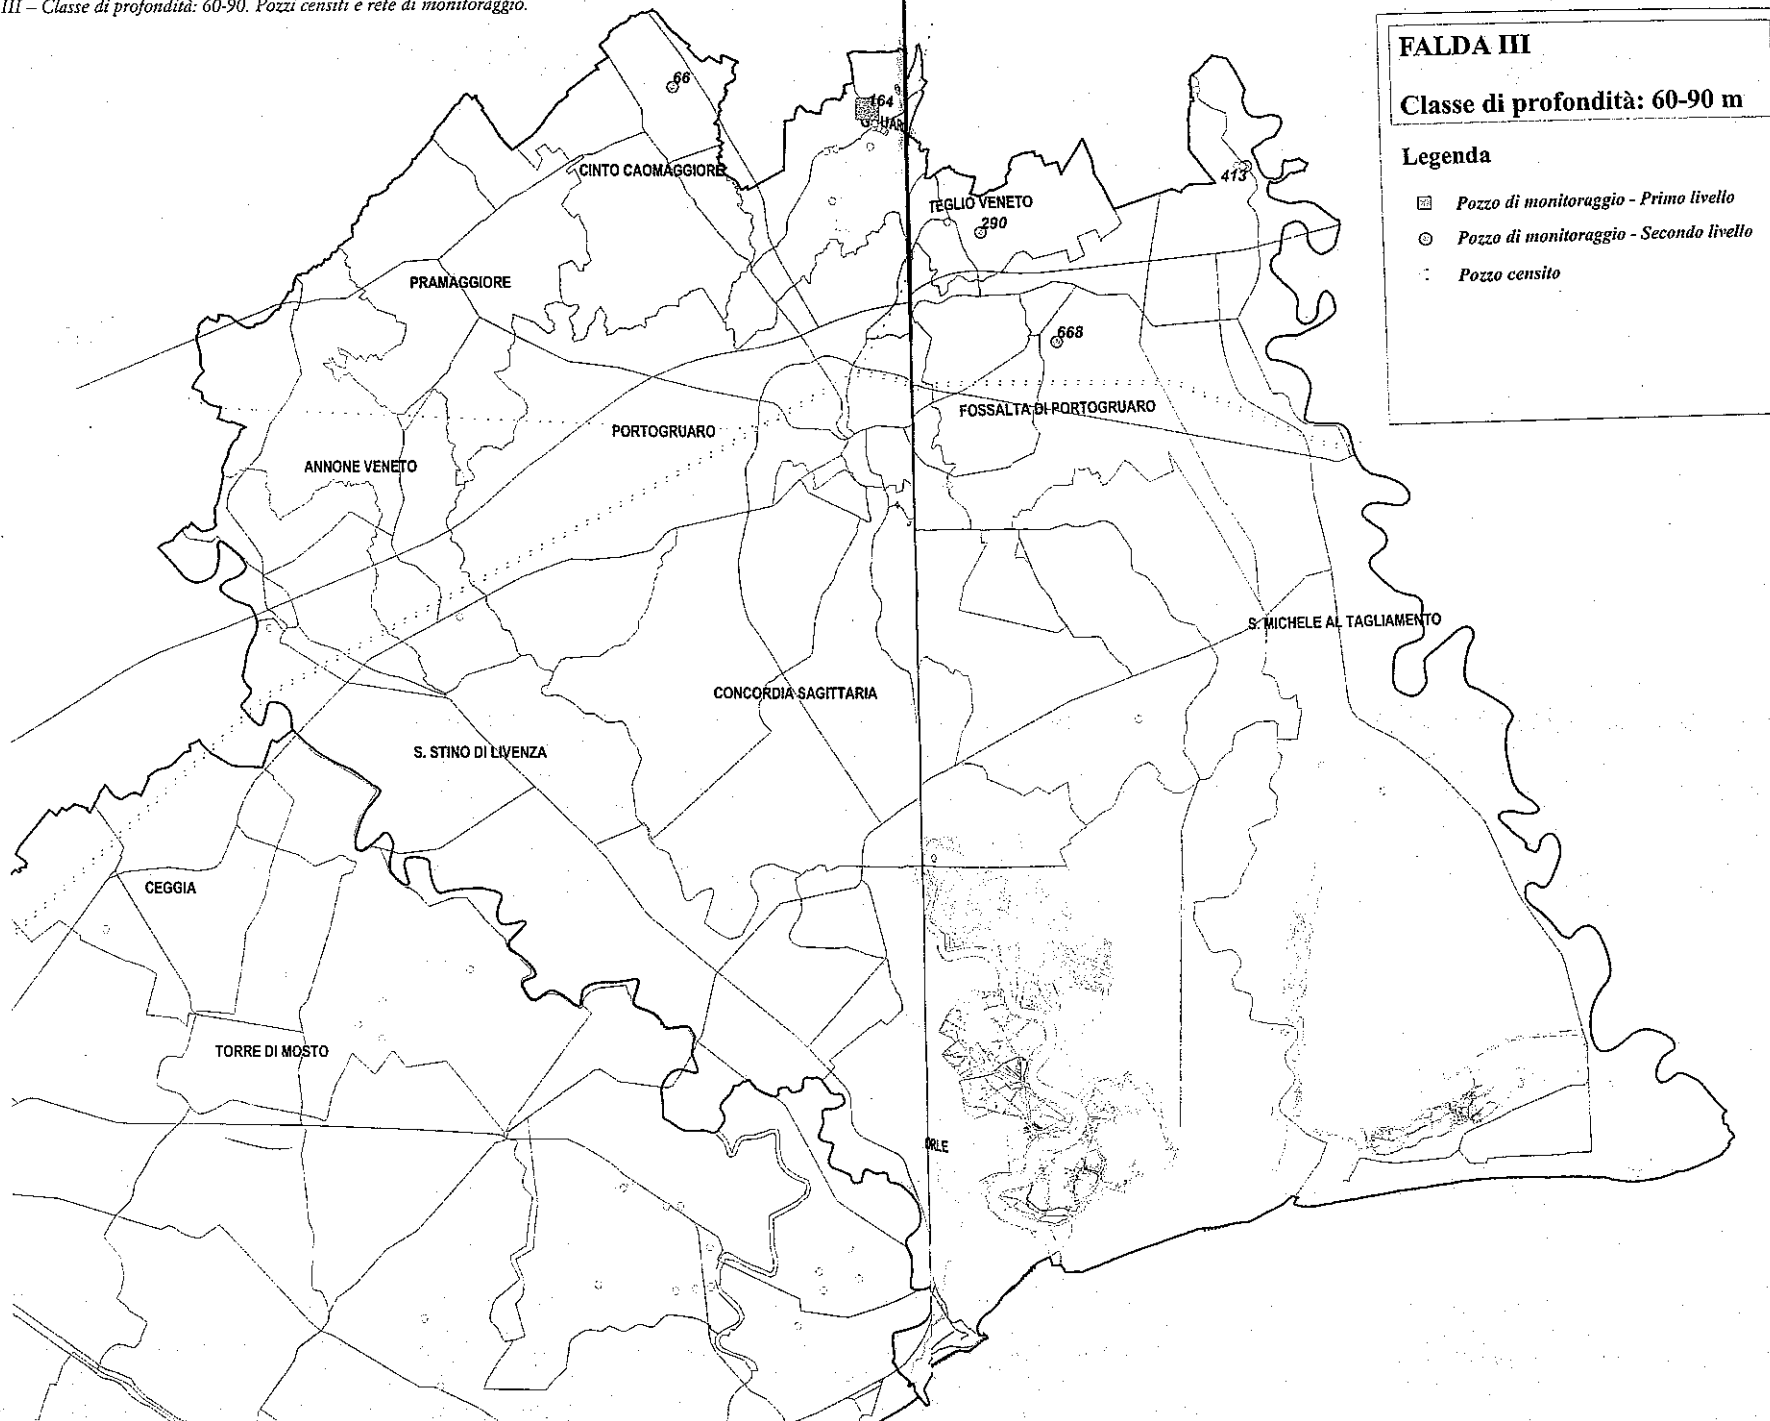 III – Classe di profondità: 60-90. Pozzi censiti e rete di monitoraggio.
FALDA III
Classe di profondità: 60-90 m
Legenda
Pozzo di monitoraggio - Primo livello
Pozzo di monitoraggio - Secondo livello
Pozzo censito
66
164
CINTO CAOMAGGIORE
413
TEGLIO VENETO
290
PRAMAGGIORE
668
FOSSALTA DI PORTOGRUARO
PORTOGRUARO
ANNONE VENETO
S. MICHELE AL TAGLIAMENTO
CONCORDIA SAGITTARIA
S. STINO DI LIVENZA
CEGGIA
TORRE DI MOSTO
ORLE